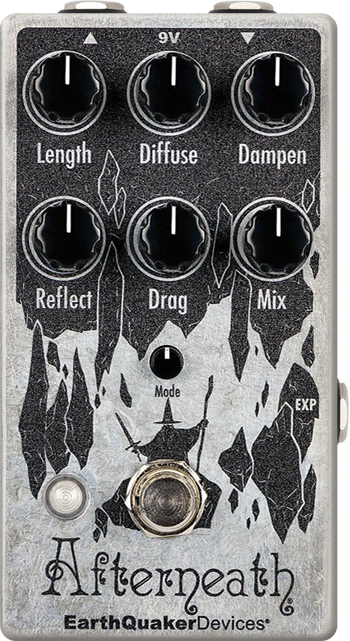 9V
Length Diffuse Dampen
Reflect Drag Mix
Mode
EXP
Afterneath®
EarthQuakerDevices®